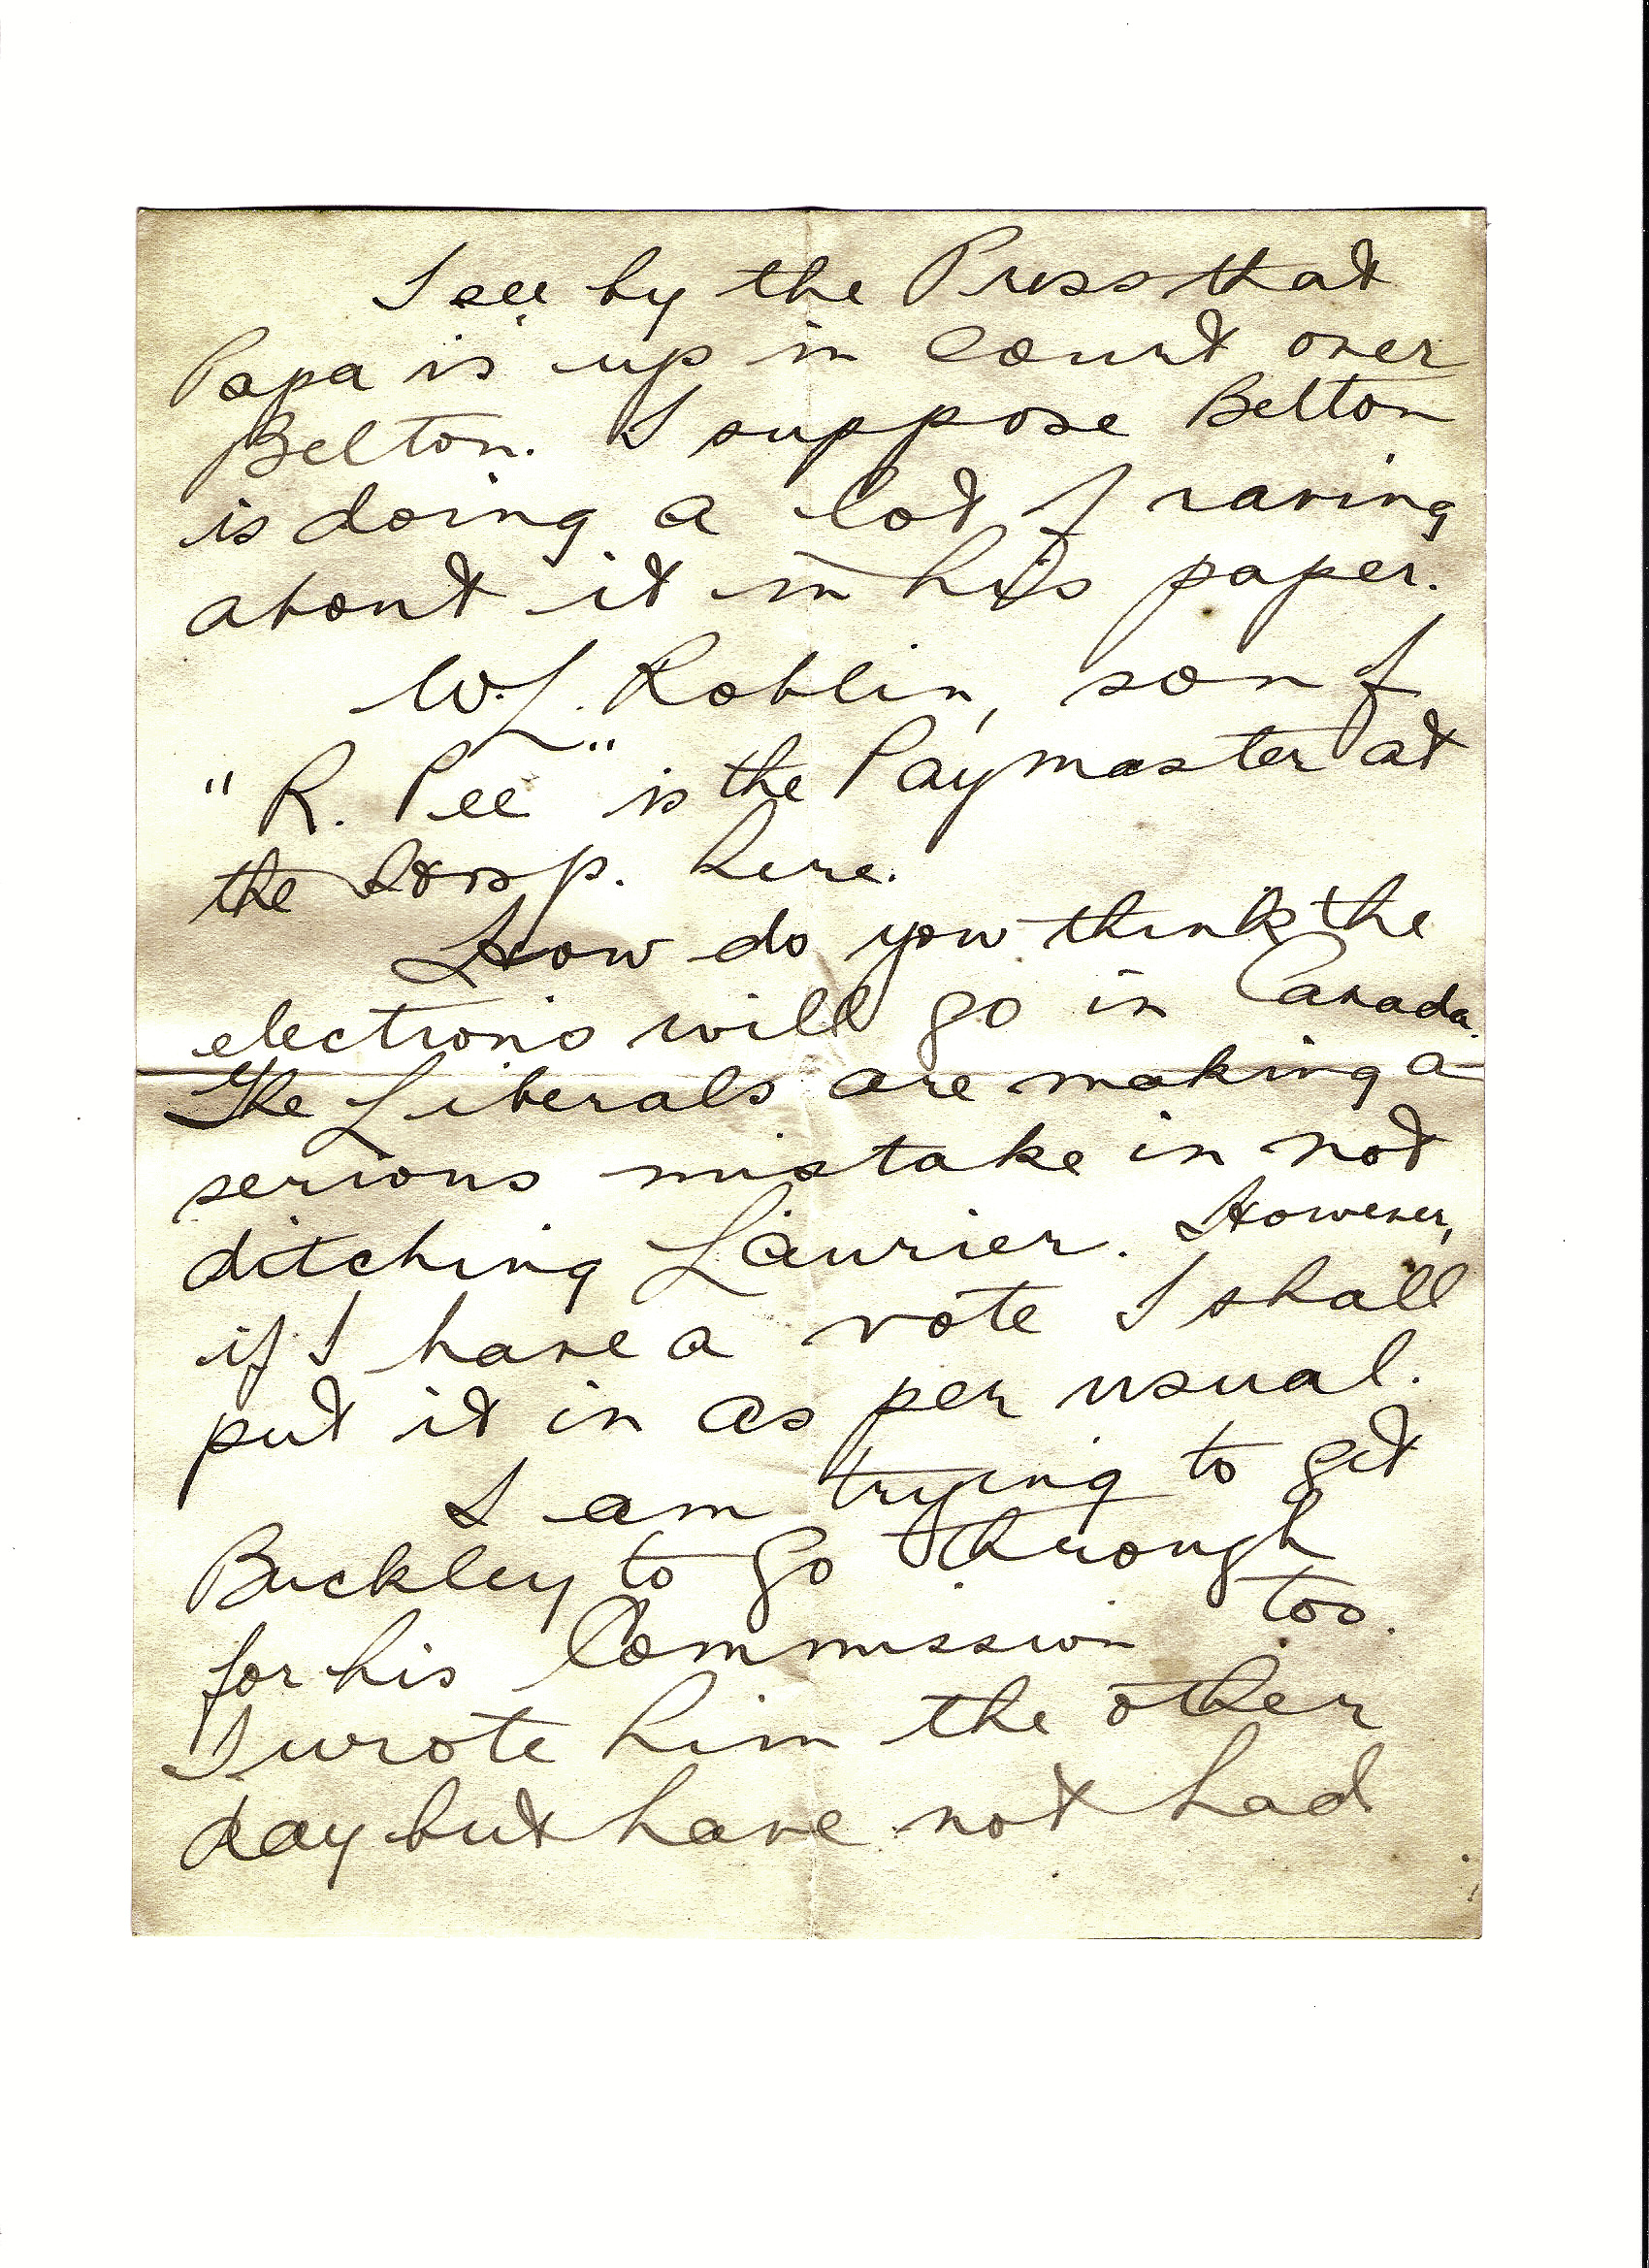 I see by the Press that
Papa is up in Court over
Belton. I suppose Belton
is doing a lot of raving
about it in his paper.
W.L. Roblin, son of
"R. Pee" is the Paymaster at
the Hosp. here.
How do you think the
elections will go in Canada.
The Liberals are making a
serious mistake in not
ditching Laurier. However,
if I have a vote I shall
put it in as per usual.
I am trying to get
Buckley to go through
for his Commission too.
I wrote him the other
day but have not had